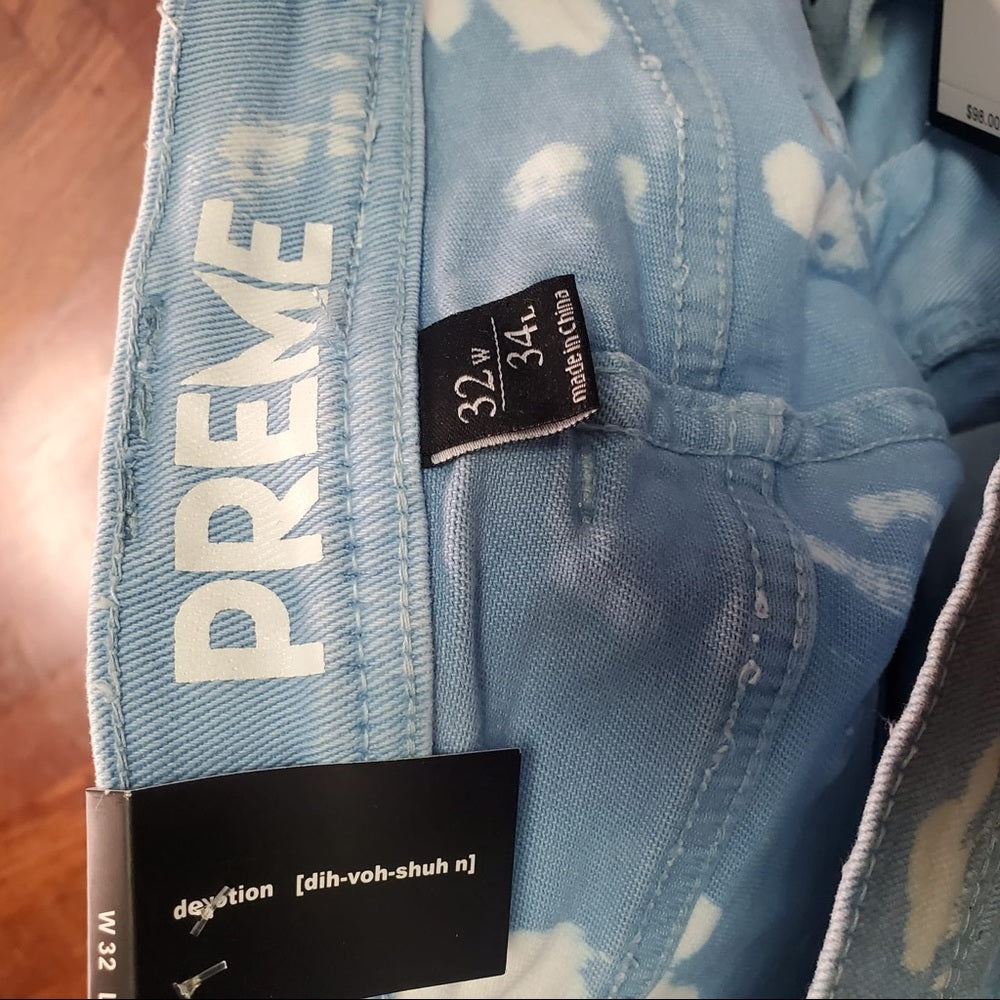 $98.00
PREME
32W
34L
made in china
devotion [dih-voh-shuh n]
W 32